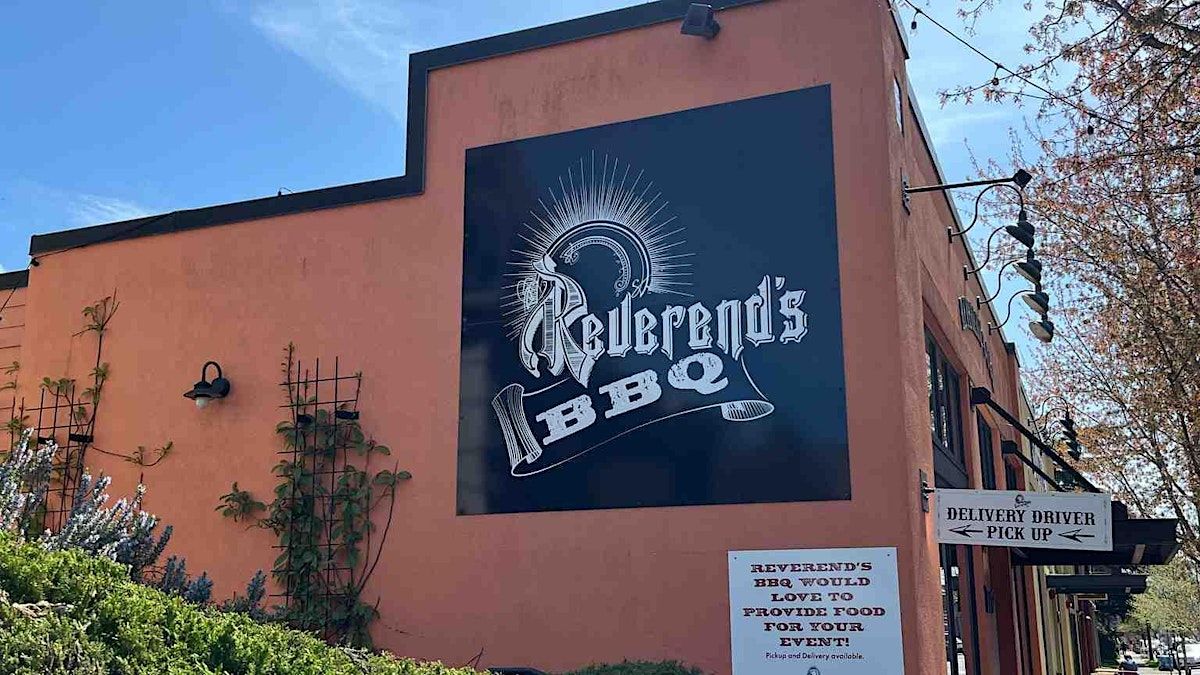 Reverend's
BBQ
DELIVERY DRIVER
PICK UP
REVEREND'S
BBQ WOULD
LOVE TO
PROVIDE FOOD
FOR YOUR
EVENT!
Pickup and Delivery available.